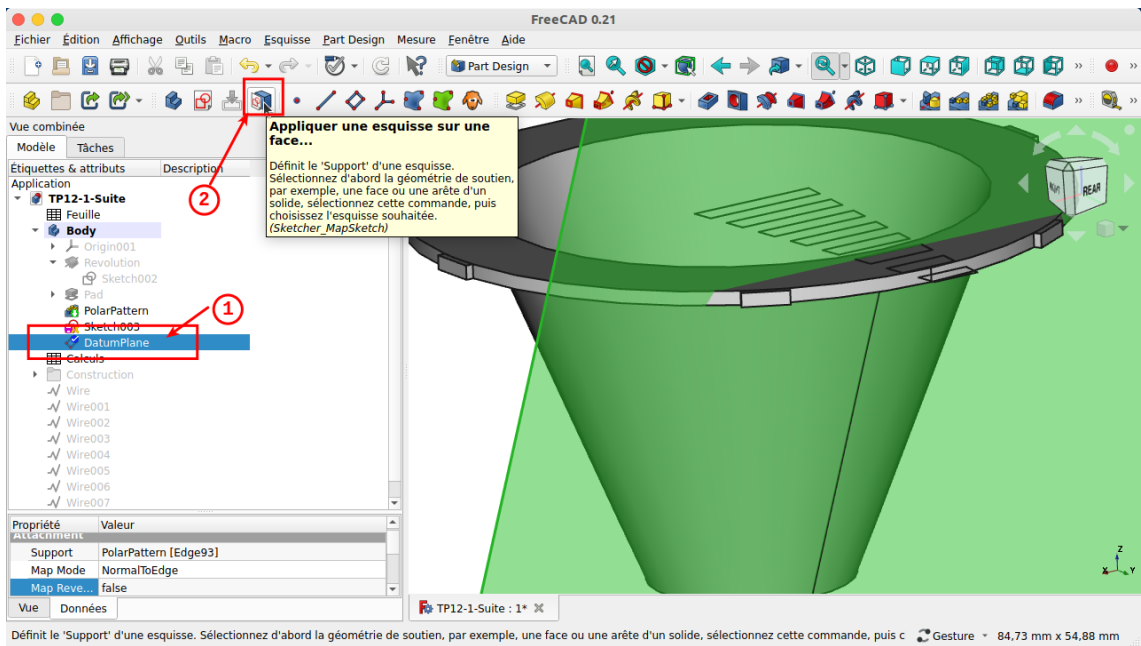 FreeCAD 0.21
Fichier Édition Affichage Outils Macro Esquisse Part Design Mesure Fenêtre Aide
Part Design
Vue combinée
Modèle Tâches
Étiquettes & attributs Description
Application
TP12-1-Suite
Feuille
Body
Origin001
Revolution
Sketch002
Pad
PolarPattern
Sketch003
DatumPlane
Calculs
Construction
Wire
Wire001
Wire002
Wire003
Wire004
Wire005
Wire006
Wire007
1
2
Appliquer une esquisse sur une
face...
Définit le 'Support' d'une esquisse.
Sélectionnez d'abord la géométrie de soutien,
par exemple, une face ou une arête d'un
solide, sélectionnez cette commande, puis
choisissez l'esquisse souhaitée.
(Sketcher_MapSketch)
REAR
Z
X Y
Propriété Valeur
Attachment
Support PolarPattern [Edge93]
Map Mode NormalToEdge
Map Reve... false
Vue Données
TP12-1-Suite : 1*
Définit le 'Support' d'une esquisse. Sélectionnez d'abord la géométrie de soutien, par exemple, une face ou une arête d'un solide, sélectionnez cette commande, puis c
Gesture 84,73 mm x 54,88 mm